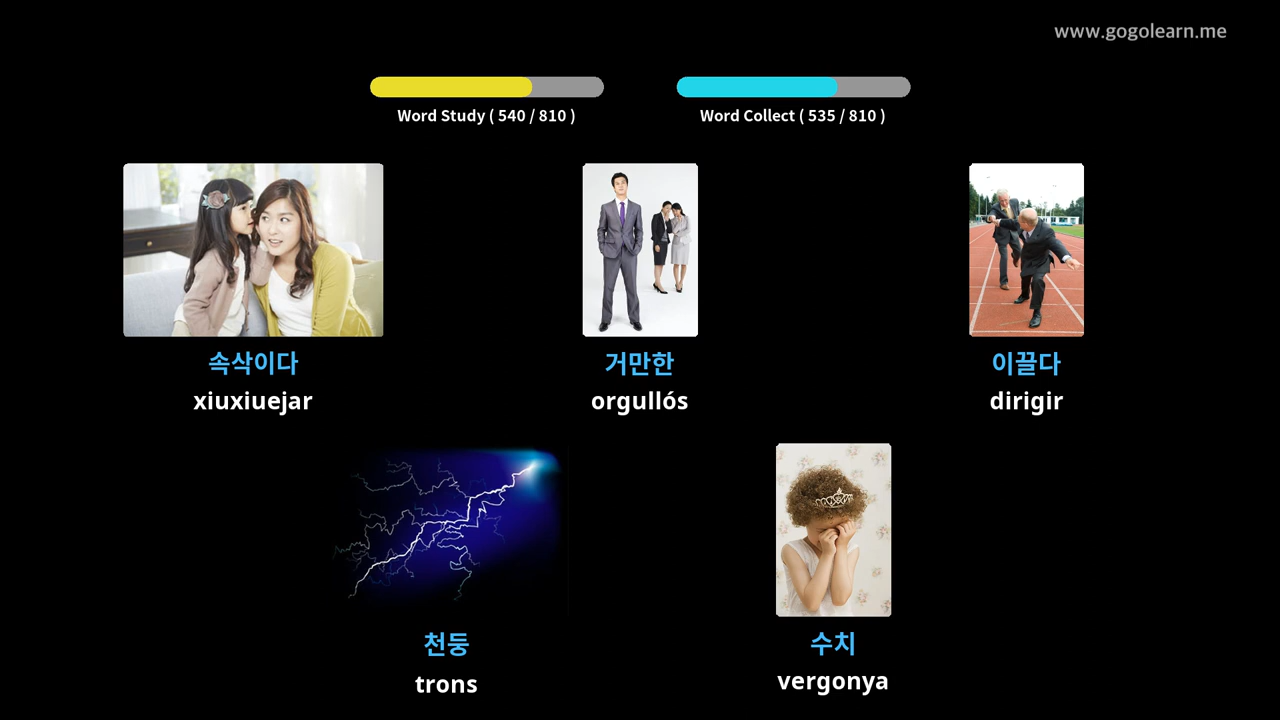 www.gogolearn.me
Word Study ( 540 / 810 )
Word Collect ( 535 / 810 )
속삭이다
xiuxiuejar
거만한
orgullós
이끌다
dirigir
천둥
trons
수치
vergonya